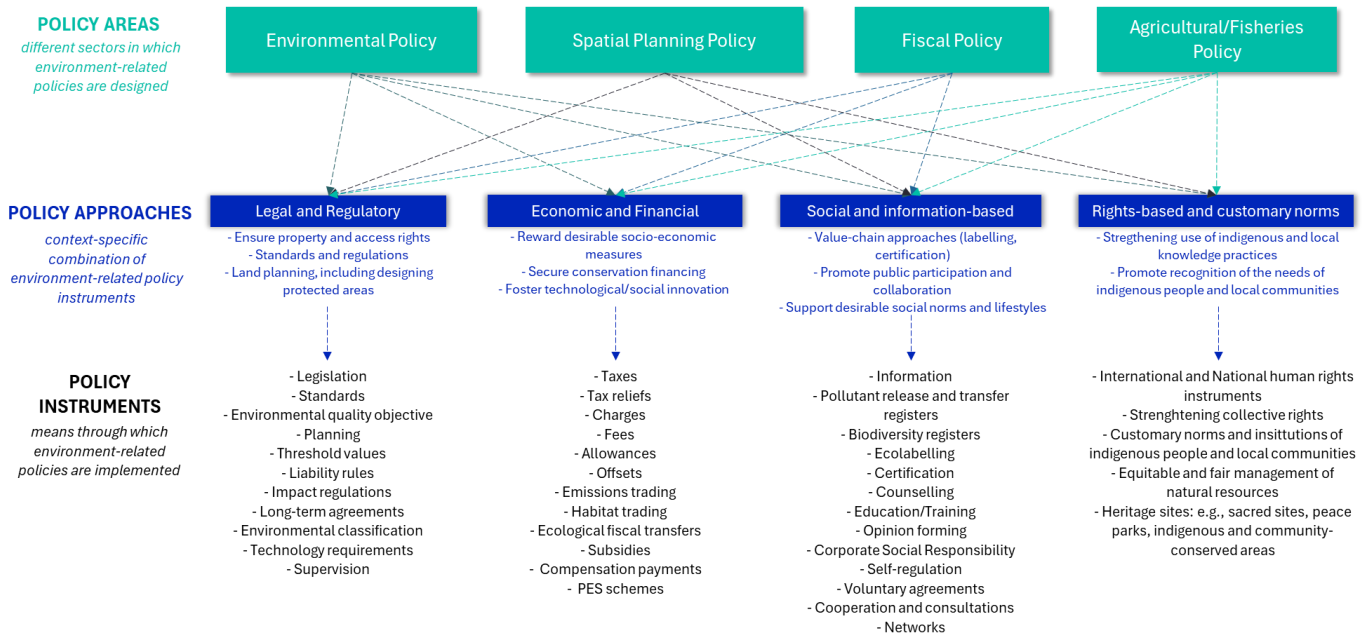 POLICY AREAS
different sectors in which
environment-related
policies are designed
Environmental Policy
Spatial Planning Policy
Fiscal Policy
Agricultural/Fisheries
Policy
POLICY APPROACHES
context-specific
combination of
environment-related policy
instruments
Legal and Regulatory
- Ensure property and access rights
- Standards and regulations
- Land planning, including designing
protected areas
Economic and Financial
- Reward desirable socio-economic
measures
- Secure conservation financing
- Foster technological/social innovation
Social and information-based
- Value-chain approaches (labelling,
certification)
- Promote public participation and
collaboration
- Support desirable social norms and lifestyles
Rights-based and customary norms
- Stregthening use of indigenous and local
knowledge practices
- Promote recognition of the needs of
indigenous people and local communities
POLICY
INSTRUMENTS
means through which
environment-related
policies are implemented
- Legislation
- Standards
- Environmental quality objective
- Planning
- Threshold values
- Liability rules
- Impact regulations
- Long-term agreements
- Environmental classification
- Technology requirements
- Supervision
- Taxes
- Tax reliefs
- Charges
- Fees
- Allowances
- Offsets
- Emissions trading
- Habitat trading
- Ecological fiscal transfers
- Subsidies
- Compensation payments
- PES schemes
- Information
- Pollutant release and transfer
registers
- Biodiversity registers
- Ecolabelling
- Certification
- Counselling
- Education/Training
- Opinion forming
- Corporate Social Responsibility
- Self-regulation
- Voluntary agreements
- Cooperation and consultations
- Networks
- International and National human rights
instruments
- Strenghtening collective rights
- Customary norms and insittutions of
indigenous people and local communities
- Equitable and fair management of
natural resources
- Heritage sites: e.g., sacred sites, peace
parks, indigenous and community-
conserved areas